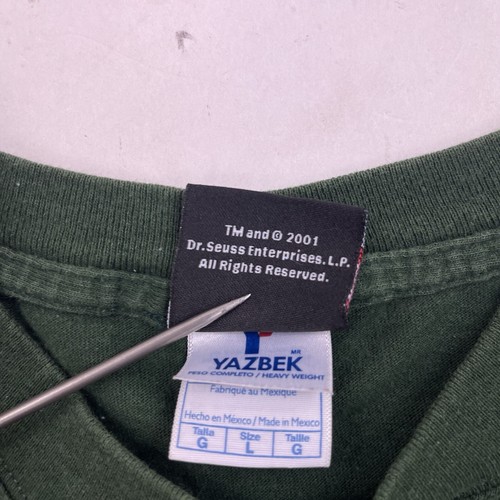 TM and © 2001
Dr. Seuss Enterprises. L.P.
All Rights Reserved.
YAZBEK MR
PESO COMPLETO / HEAVY WEIGHT
Fabriqué au Mexique
Hecho en México / Made in Mexico
Talla Size Taille
G L G